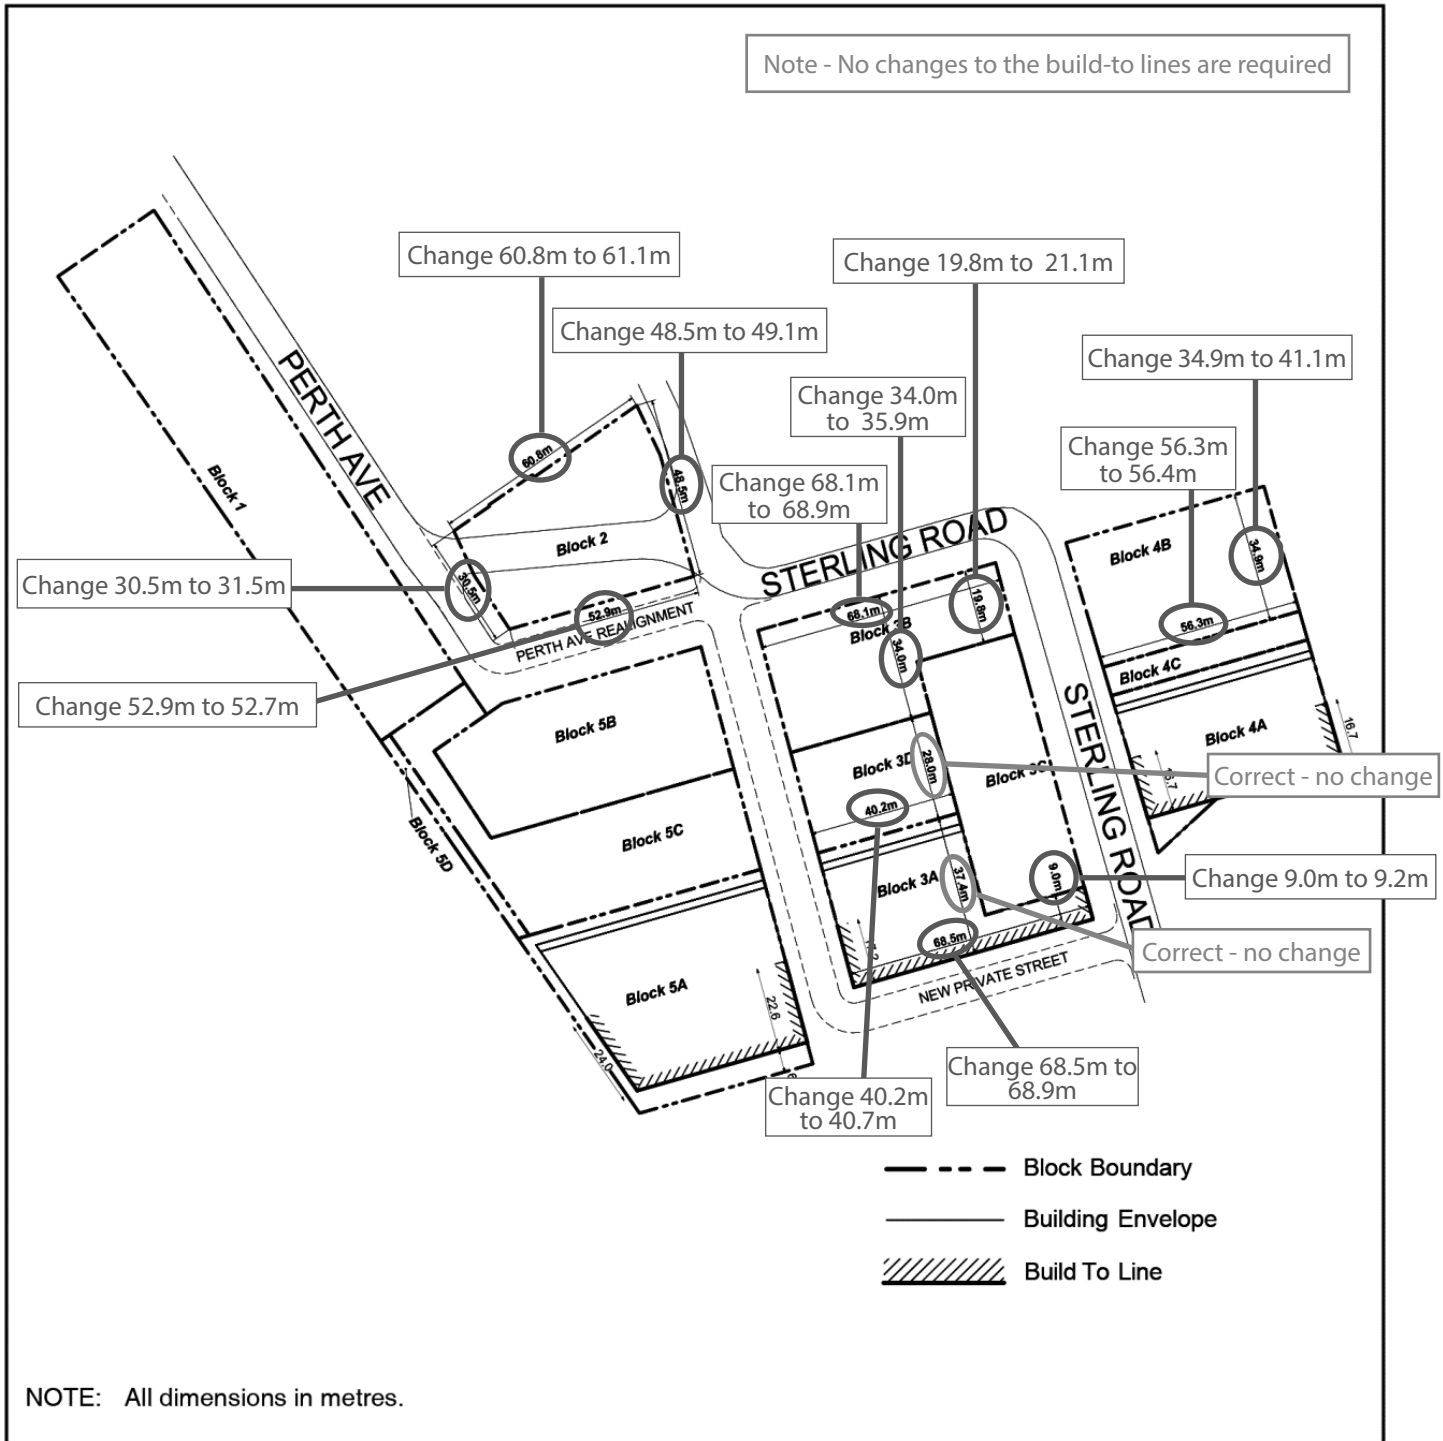 Note - No changes to the build-to lines are required
Change 60.8m to 61.1m
Change 19.8m to 21.1m
Change 48.5m to 49.1m
Change 34.9m to 41.1m
Change 34.0m
to 35.9m
Change 56.3m
to 56.4m
Change 68.1m
to 68.9m
PERTH AVE
60.8m
48.5m
Block 1
Block 2
STERLING ROAD
Block 4B
34.9m
Change 30.5m to 31.5m
30.5m
52.9m
PERTH AVE REALIGNMENT
68.1m
Block 3B
19.8m
34.0m
56.3m
Block 4C
Change 52.9m to 52.7m
Block 5B
STERLING ROAD
Block 4A
16.7
Block 3D
28.0m
Block 3C
Correct - no change
40.2m
Block 5D
Block 5C
Block 3A
37.4m
9.0m
Change 9.0m to 9.2m
68.5m
Correct - no change
NEW PRIVATE STREET
Block 5A
22.6
24.0
Change 68.5m to
68.9m
Change 40.2m
to 40.7m
Block Boundary
Building Envelope
Build To Line
NOTE: All dimensions in metres.